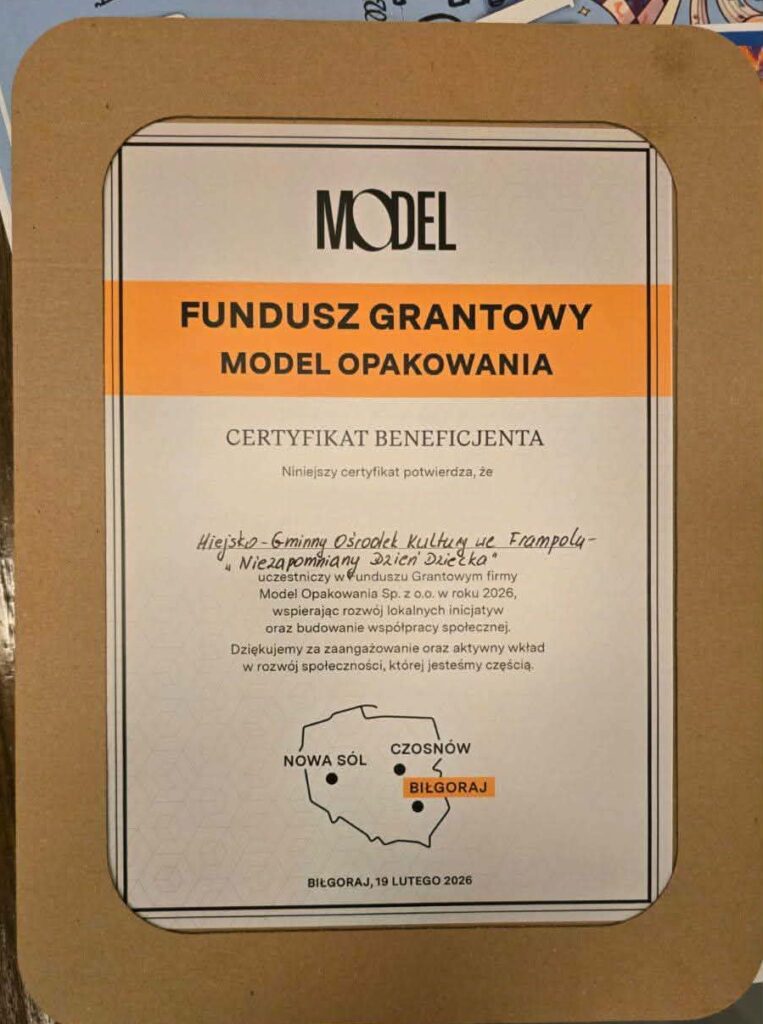 MODEL
FUNDUSZ GRANTOWY
MODEL OPAKOWANIA
CERTYFIKAT BENEFICJENTA
Niniejszy certyfikat potwierdza, że
Miejsko-Gminny Ośrodek Kultury we Frampolu-
„Niezapomniany Dzień Dziecka"
uczestniczy w Funduszu Grantowym firmy
Model Opakowania Sp. z o.o. w roku 2026,
wspierając rozwój lokalnych inicjatyw
oraz budowanie współpracy społecznej.
Dziękujemy za zaangażowanie oraz aktywny wkład
w rozwój społeczności, której jesteśmy częścią.
CZOSNÓW
NOWA SÓL
BIŁGORAJ
BIŁGORAJ, 19 LUTEGO 2026